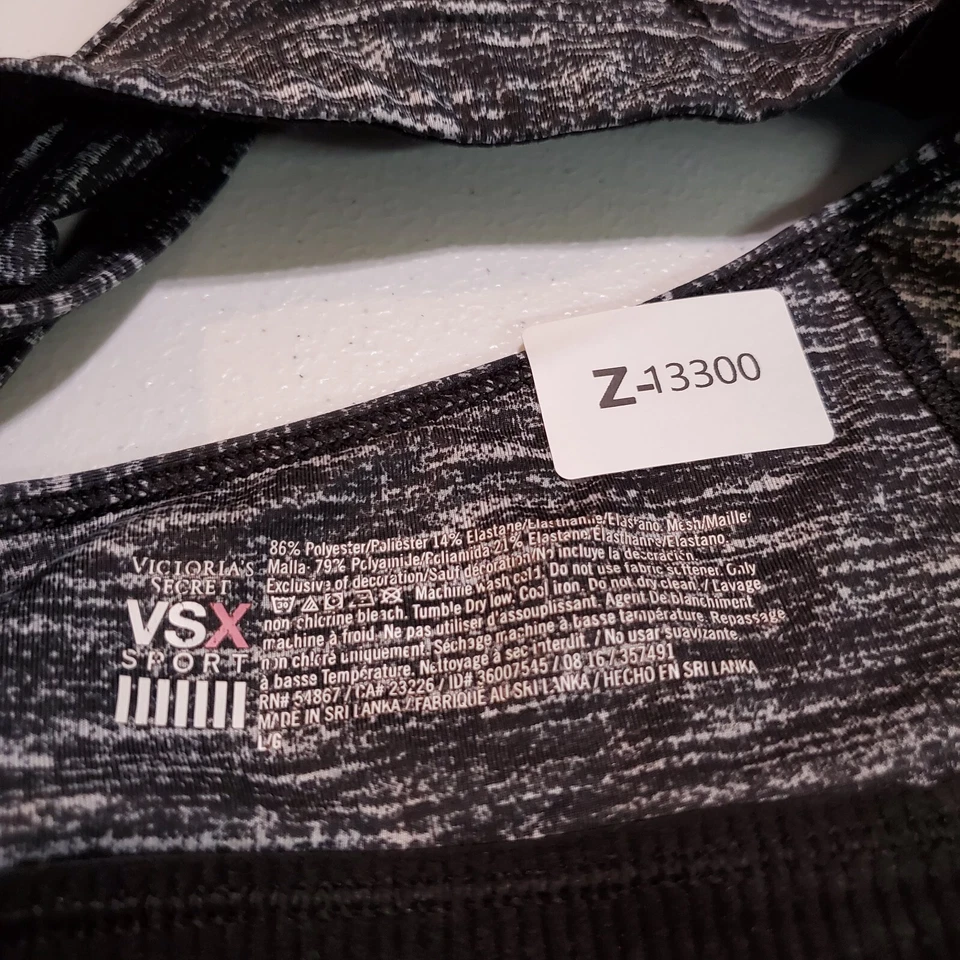 Z-13300
VICTORIA'S
SECRET
VSX
SPORT
86% Polyester/Poliéster 14% Elastane/Élasthanne/Elastano. Mesh/Maille/
Malla: 79% Polyamide/Poliamida 21% Elastane/Élasthanne/Elastano.
Exclusive of decoration/Sauf décoration/No incluye la decoración.
Machine wash cold. Do not use fabric softener. Only
non chlorine bleach. Tumble Dry low. Cool iron. Do not dry clean / Lavage
machine à froid. Ne pas utiliser d'assouplissant. Agent De blanchiment
non chloré uniquement. Séchage machine à basse température. Repassage
à basse Température. Nettoyage à sec interdit. / No usar suavizante.
RN# 54867 / CA# 23226 / ID# 36007545 / 08 16 / 357491
MADE IN SRI LANKA / FABRIQUÉ AU SRI LANKA / HECHO EN SRI LANKA
L/G